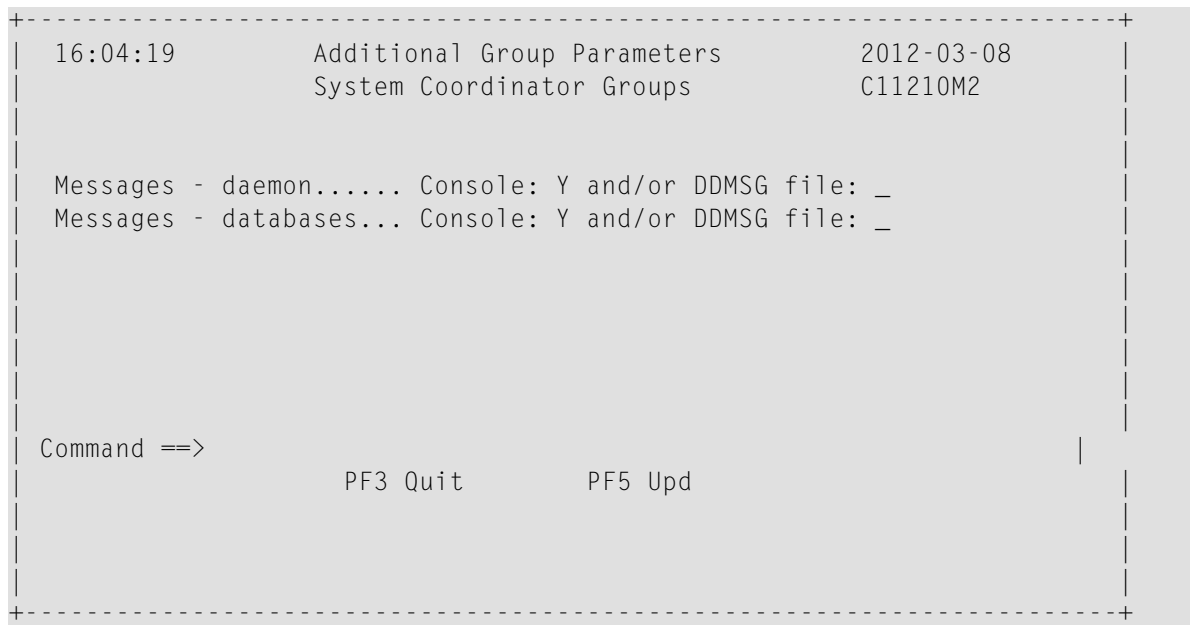 16:04:19 Additional Group Parameters 2012-03-08
System Coordinator Groups C11210M2
Messages - daemon...... Console: Y and/or DDMSG file: _
Messages - databases... Console: Y and/or DDMSG file: _
Command ==>
PF3 Quit PF5 Upd